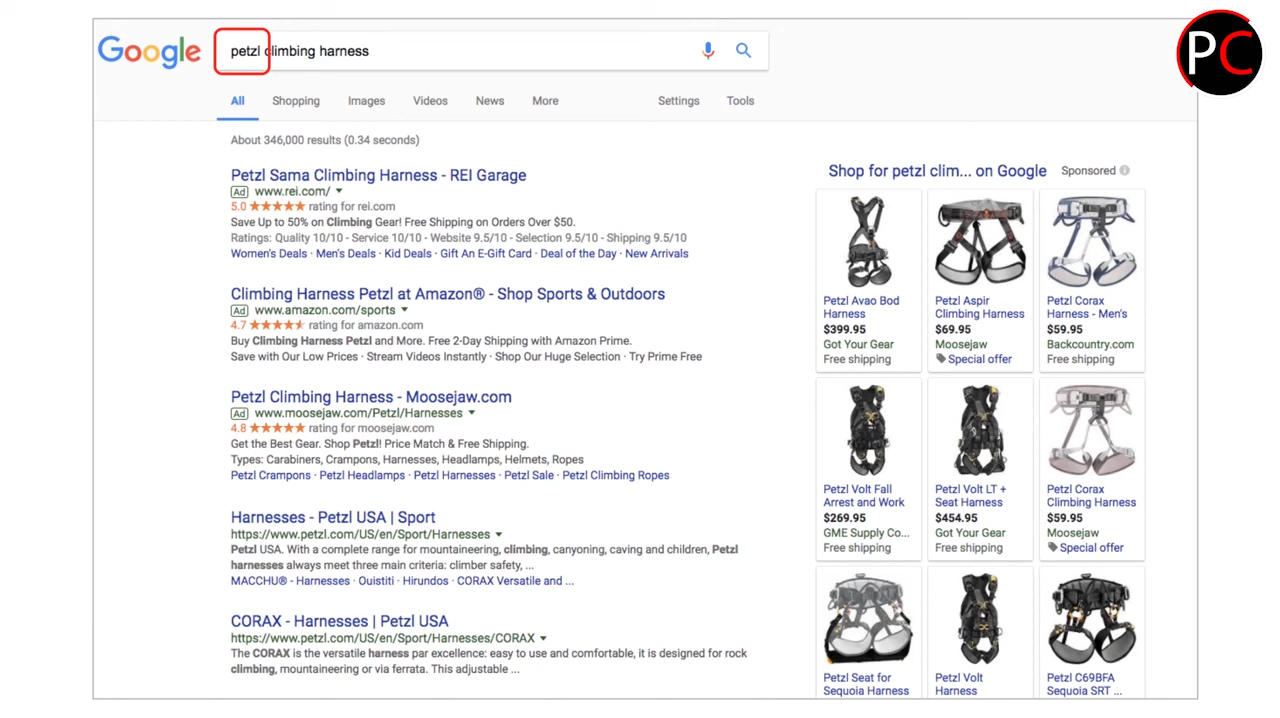 PC
Google
petzl climbing harness
All Shopping Images Videos News More Settings Tools
About 346,000 results (0.34 seconds)
Petzl Sama Climbing Harness - REI Garage
Ad www.rei.com/
5.0 ★★★★★ rating for rei.com
Save Up to 50% on Climbing Gear! Free Shipping on Orders Over $50.
Ratings: Quality 10/10 - Service 10/10 - Website 9.5/10 - Selection 9.5/10 - Shipping 9.5/10
Women's Deals · Men's Deals · Kid Deals · Gift An E-Gift Card · Deal of the Day · New Arrivals
Climbing Harness Petzl at Amazon® - Shop Sports & Outdoors
Ad www.amazon.com/sports
4.7 ★★★★★ rating for amazon.com
Buy Climbing Harness Petzl and More. Free 2-Day Shipping with Amazon Prime.
Save with Our Low Prices · Stream Videos Instantly · Shop Our Huge Selection · Try Prime Free
Petzl Climbing Harness - Moosejaw.com
Ad www.moosejaw.com/Petzl/Harnesses
4.8 ★★★★★ rating for moosejaw.com
Get the Best Gear. Shop Petzl! Price Match & Free Shipping.
Types: Carabiners, Crampons, Harnesses, Headlamps, Helmets, Ropes
Petzl Crampons · Petzl Headlamps · Petzl Harnesses · Petzl Sale · Petzl Climbing Ropes
Harnesses - Petzl USA | Sport
https://www.petzl.com/US/en/Sport/Harnesses
Petzl USA. With a complete range for mountaineering, climbing, canyoning, caving and children, Petzl
harnesses always meet three main criteria: climber safety, ...
MACCHU® - Harnesses · Ouistiti · Hirundos · CORAX Versatile and ...
CORAX - Harnesses | Petzl USA
https://www.petzl.com/US/en/Sport/Harnesses/CORAX
The CORAX is the versatile harness par excellence: easy to use and comfortable, it is designed for rock
climbing, mountaineering or via ferrata. This adjustable ...
Shop for petzl clim... on Google Sponsored
Petzl Avao Bod
Harness
$399.95
Got Your Gear
Free shipping
Petzl Aspir
Climbing Harness
$69.95
Moosejaw
Special offer
Petzl Corax
Harness - Men's
$59.95
Backcountry.com
Free shipping
Petzl Volt Fall
Arrest and Work
$269.95
GME Supply Co...
Free shipping
Petzl Volt LT +
Seat Harness
$454.95
Got Your Gear
Free shipping
Petzl Corax
Climbing Harness
$59.95
Moosejaw
Special offer
Petzl Seat for
Sequoia Harness
Petzl Volt
Harness
Petzl C69BFA
Sequoia SRT ...